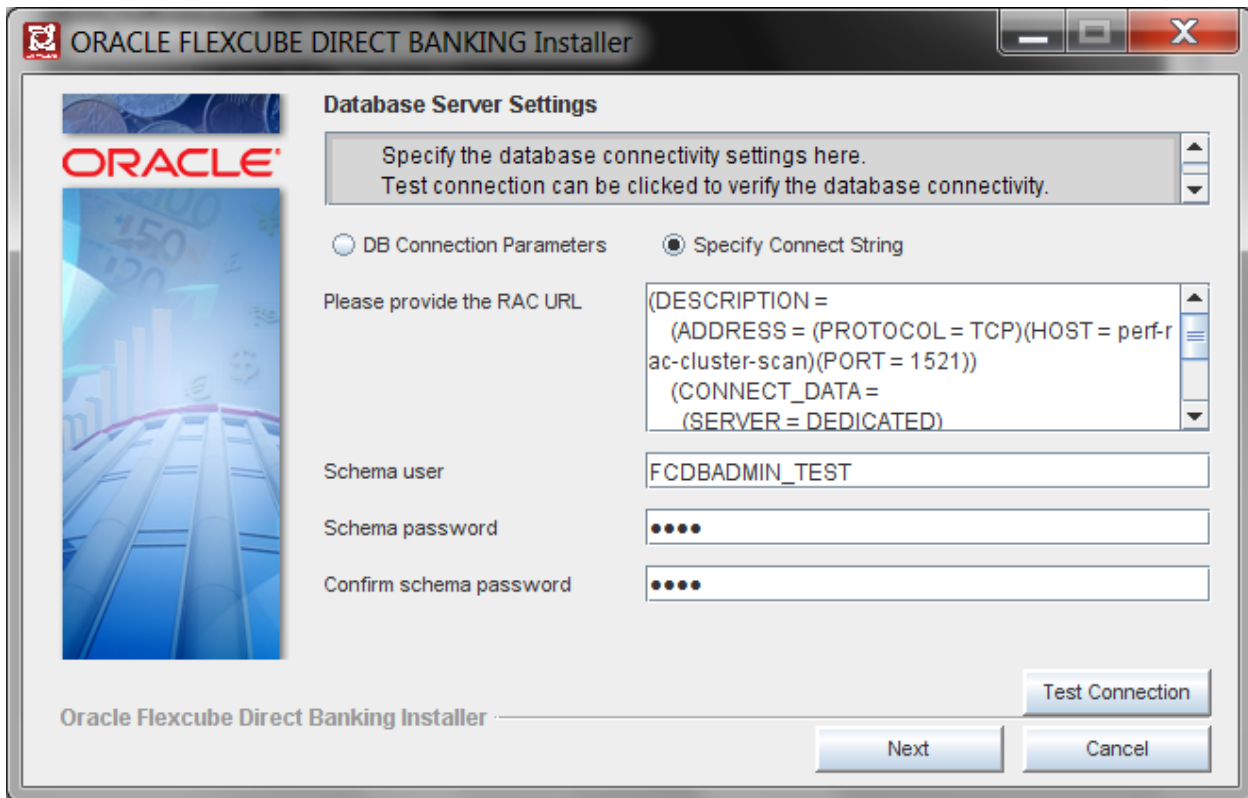 ORACLE FLEXCUBE DIRECT BANKING Installer
ORACLE
Database Server Settings
Specify the database connectivity settings here.
Test connection can be clicked to verify the database connectivity.
DB Connection Parameters
Specify Connect String
Please provide the RAC URL
(DESCRIPTION =
(ADDRESS = (PROTOCOL = TCP)(HOST = perf-r
ac-cluster-scan)(PORT = 1521))
(CONNECT_DATA =
(SERVER = DEDICATED)
Schema user
FCDBADMIN_TEST
Schema password
••••
Confirm schema password
••••
Test Connection
Oracle Flexcube Direct Banking Installer
Next
Cancel